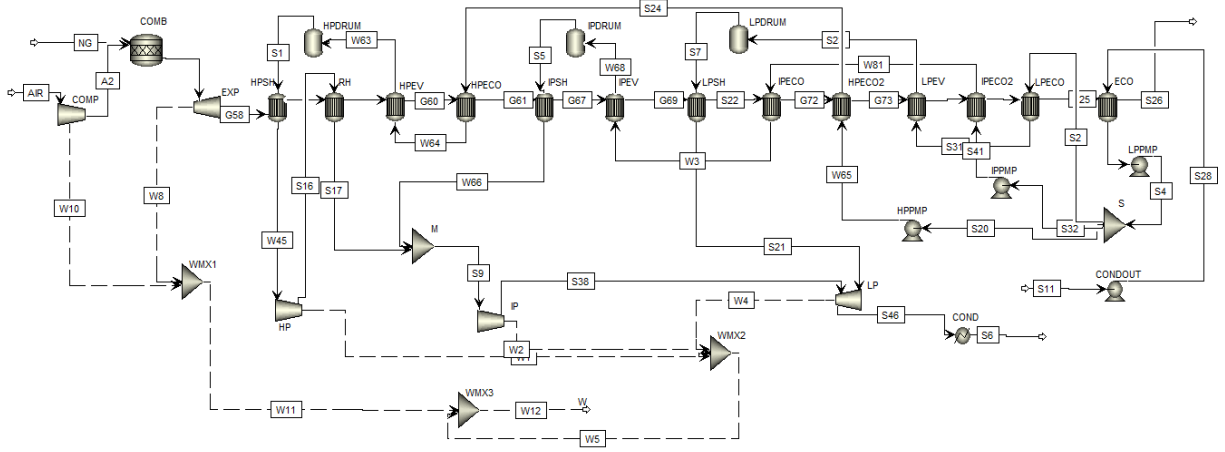 S24
COMB
HPDRUM
IPDRUM
LPDRUM
S26
NG
S1
W63
S5
S7
S2
A2
W68
W81
EXP
HPSH
RH
HPEV
HPECO
IPSH
IPEV
LPSH
IPECO
HPECO2
LPEV
IPECO2
LPECO
ECO
AIR
COMP
G58
G60
G61
G67
G69
S22
G72
G73
25
S26
S2
W64
S31
S41
W3
LPPMP
S16
S17
W66
W65
IPPMP
S4
S28
W10
W8
HPPMP
S
S20
S32
W45
M
S21
CONDOUT
WMX1
S9
S38
S11
LP
W4
HP
IP
S46
COND
S6
W2
WMX2
WMX3
W11
W12
W
W5